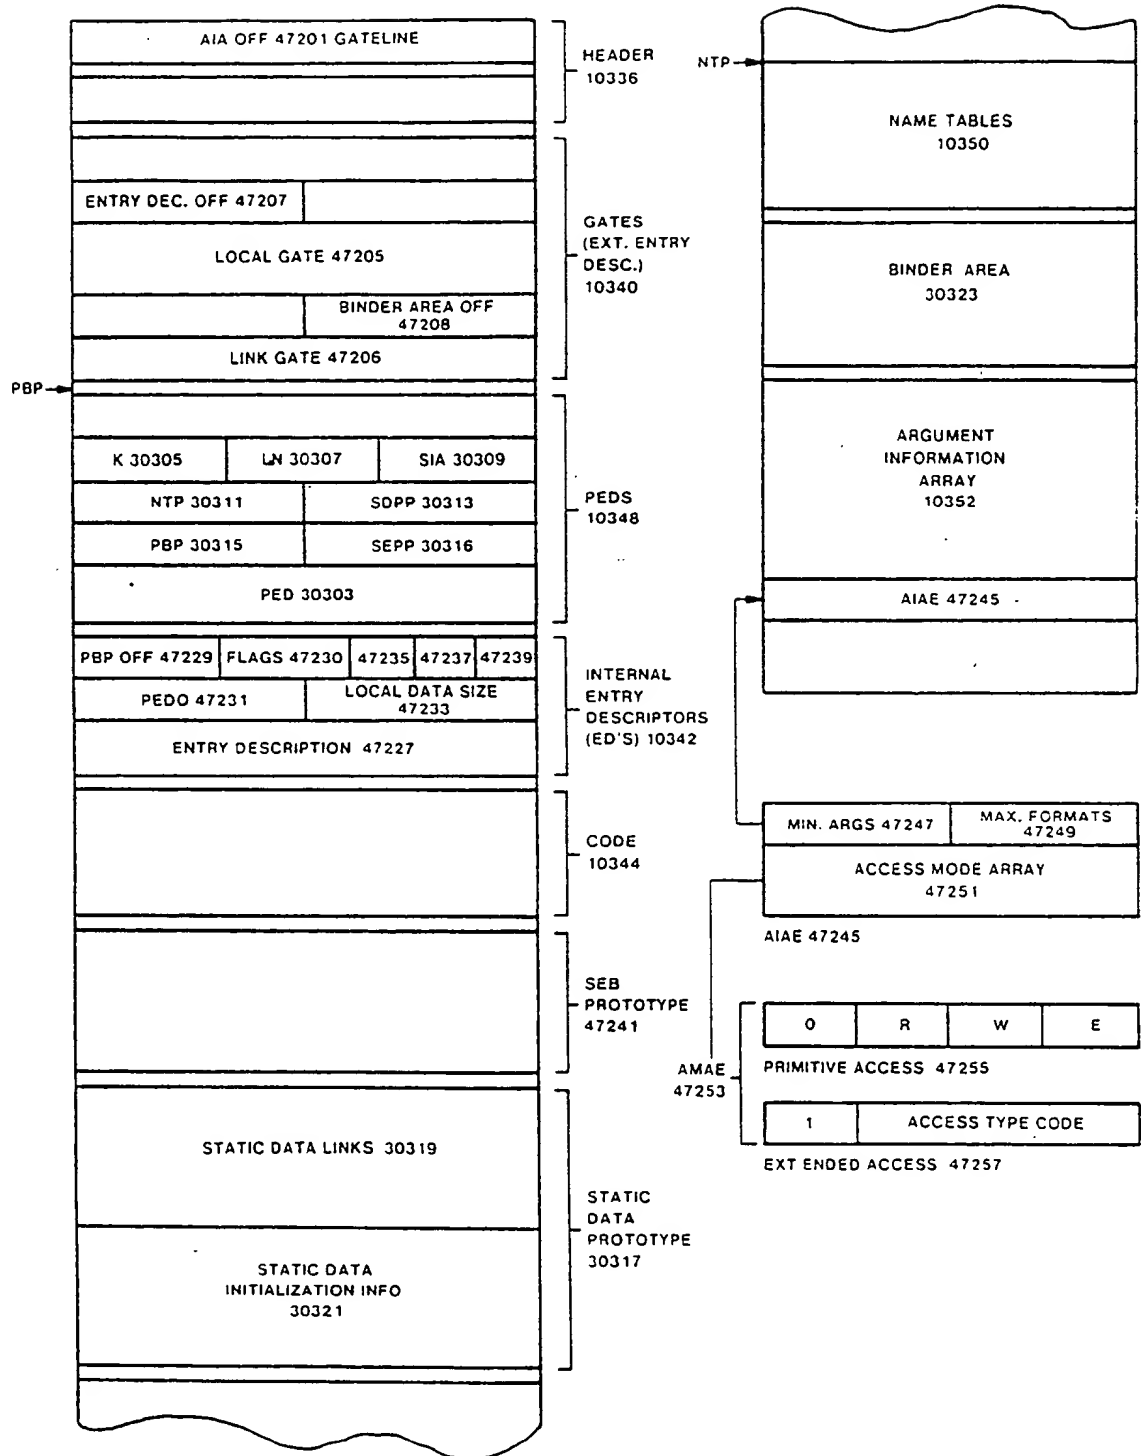 AIA OFF 47201 GATELINE
HEADER
10336
ENTRY DEC. OFF 47207
LOCAL GATE 47205
BINDER AREA OFF
47208
LINK GATE 47206
GATES
(EXT. ENTRY
DESC.)
10340
PBP
K 30305
LN 30307
SIA 30309
NTP 30311
SDPP 30313
PBP 30315
SEPP 30316
PED 30303
PEDS
10348
PBP OFF 47229
FLAGS 47230
47235
47237
47239
PEDO 47231
LOCAL DATA SIZE
47233
ENTRY DESCRIPTION 47227
INTERNAL
ENTRY
DESCRIPTORS
(ED'S) 10342
CODE
10344
SEB
PROTOTYPE
47241
STATIC DATA LINKS 30319
STATIC DATA
INITIALIZATION INFO
30321
STATIC
DATA
PROTOTYPE
30317
NTP
NAME TABLES
10350
BINDER AREA
30323
ARGUMENT
INFORMATION
ARRAY
10352
AIAE 47245
MIN. ARGS 47247
MAX. FORMATS
47249
ACCESS MODE ARRAY
47251
AIAE 47245
AMAE
47253
O
R
W
E
PRIMITIVE ACCESS 47255
1
ACCESS TYPE CODE
EXT ENDED ACCESS 47257